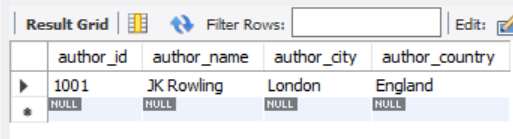 Result Grid Filter Rows: Edit:
author_id author_name author_city author_country
1001 JK Rowling London England
NULL NULL NULL NULL